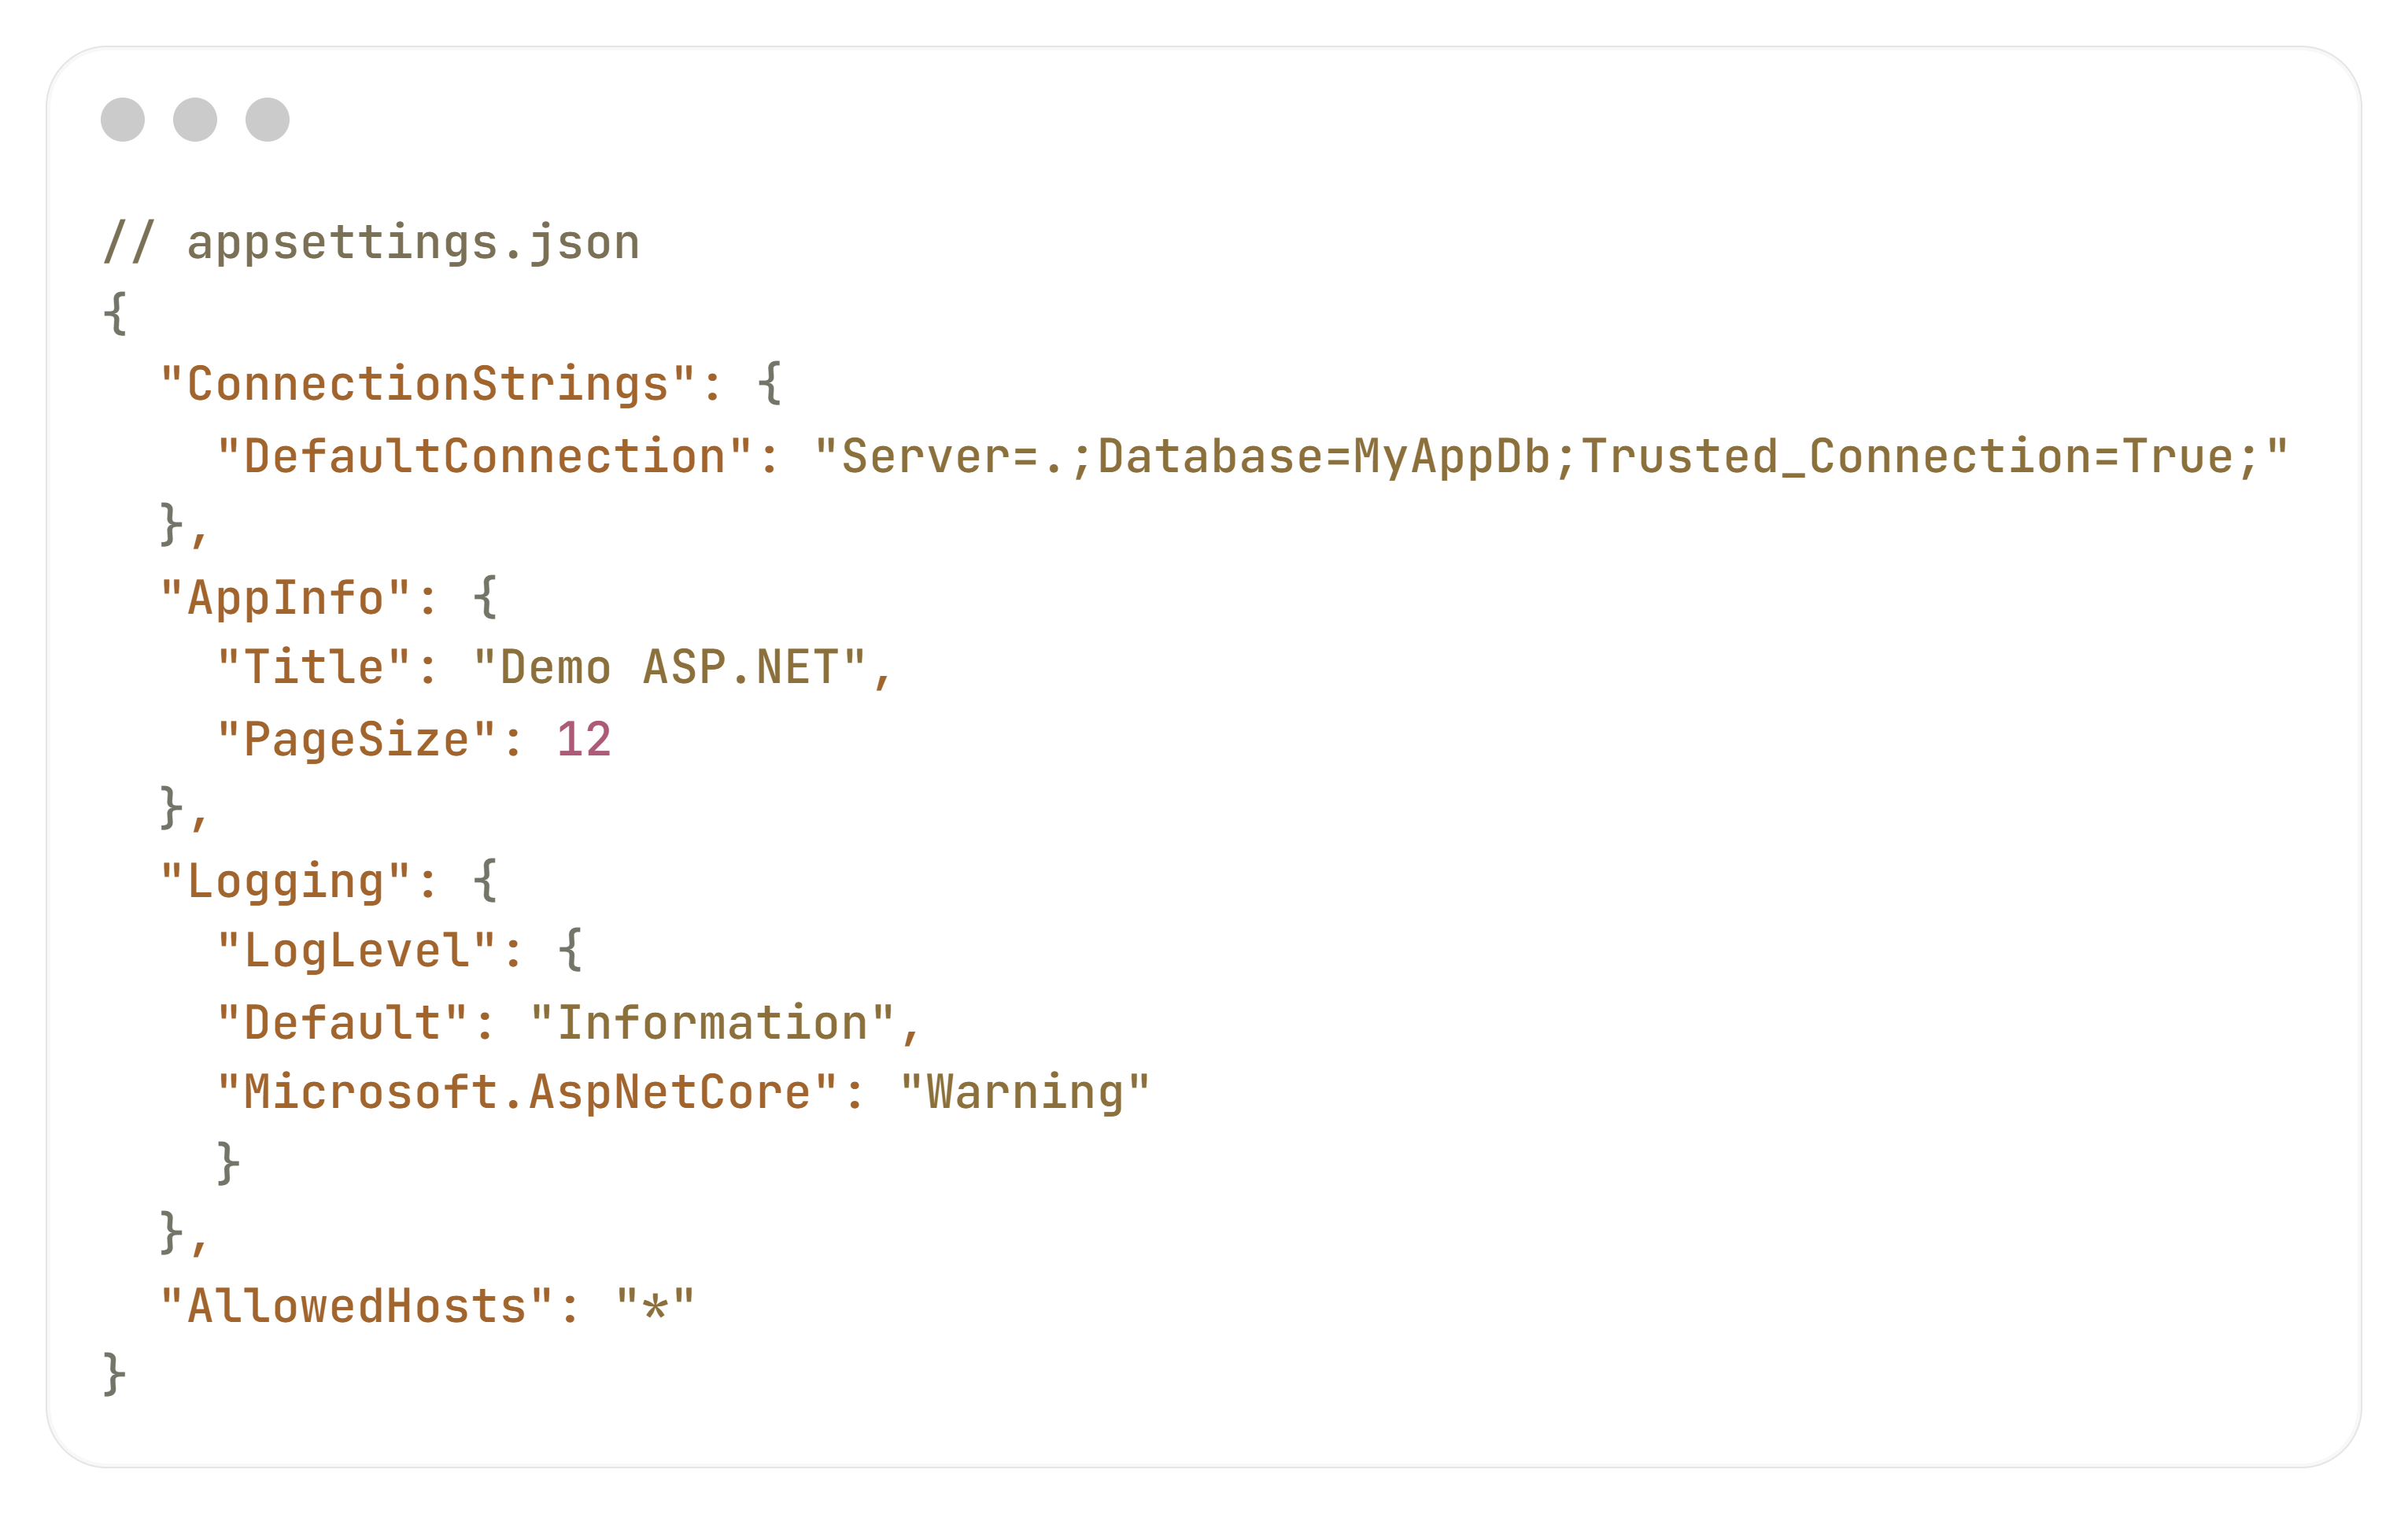 // appsettings.json
{
  "ConnectionStrings": {
    "DefaultConnection": "Server=.;Database=MyAppDb;Trusted_Connection=True;"
  },
  "AppInfo": {
    "Title": "Demo ASP.NET",
    "PageSize": 12
  },
  "Logging": {
    "LogLevel": {
    "Default": "Information",
    "Microsoft.AspNetCore": "Warning"
    }
  },
  "AllowedHosts": "*"
}